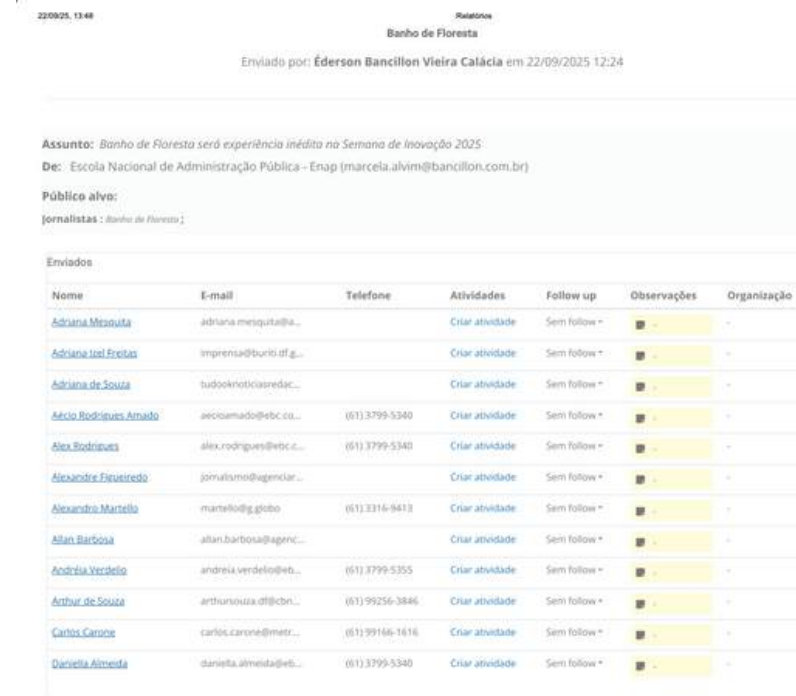 22/09/25, 13:48 Relatórios
Banho de Floresta
Enviado por: Éderson Bancillon Vieira Calácia em 22/09/2025 12:24
Assunto: Banho de Floresta será experiência inédita na Semana de Inovação 2025
De: Escola Nacional de Administração Pública - Enap (marcela.alvim@bancillon.com.br)
Público alvo:
Jornalistas : Banho de Floresta ;
Enviados
Nome E-mail Telefone Atividades Follow up Observações Organização
Adriana Mesquita adriana.mesquita@a... Criar atividade Sem follow - -
Adriana Izel Freitas imprensa@buriti.df.g... Criar atividade Sem follow - -
Adriana de Souza tudooknoticiasredac... Criar atividade Sem follow - -
Aécio Rodrigues Amado aecioamado@ebc.co... (61) 3799-5340 Criar atividade Sem follow - -
Alex Rodrigues alex.rodrigues@ebc.c... (61) 3799-5340 Criar atividade Sem follow - -
Alexandre Figueiredo jornalismo@agenciar... Criar atividade Sem follow - -
Alexandro Martello martello@g.globo (61) 3316-9413 Criar atividade Sem follow - -
Allan Barbosa allan.barbosa@agenc... Criar atividade Sem follow - -
Andréia Verdelio andreia.verdelio@eb... (61) 3799-5355 Criar atividade Sem follow - -
Arthur de Souza arthursouza.df@cbn... (61) 99256-3846 Criar atividade Sem follow - -
Carlos Carone carlos.carone@metr... (61) 99166-1616 Criar atividade Sem follow - -
Daniella Almeida daniella.almeida@eb... (61) 3799-5340 Criar atividade Sem follow - -